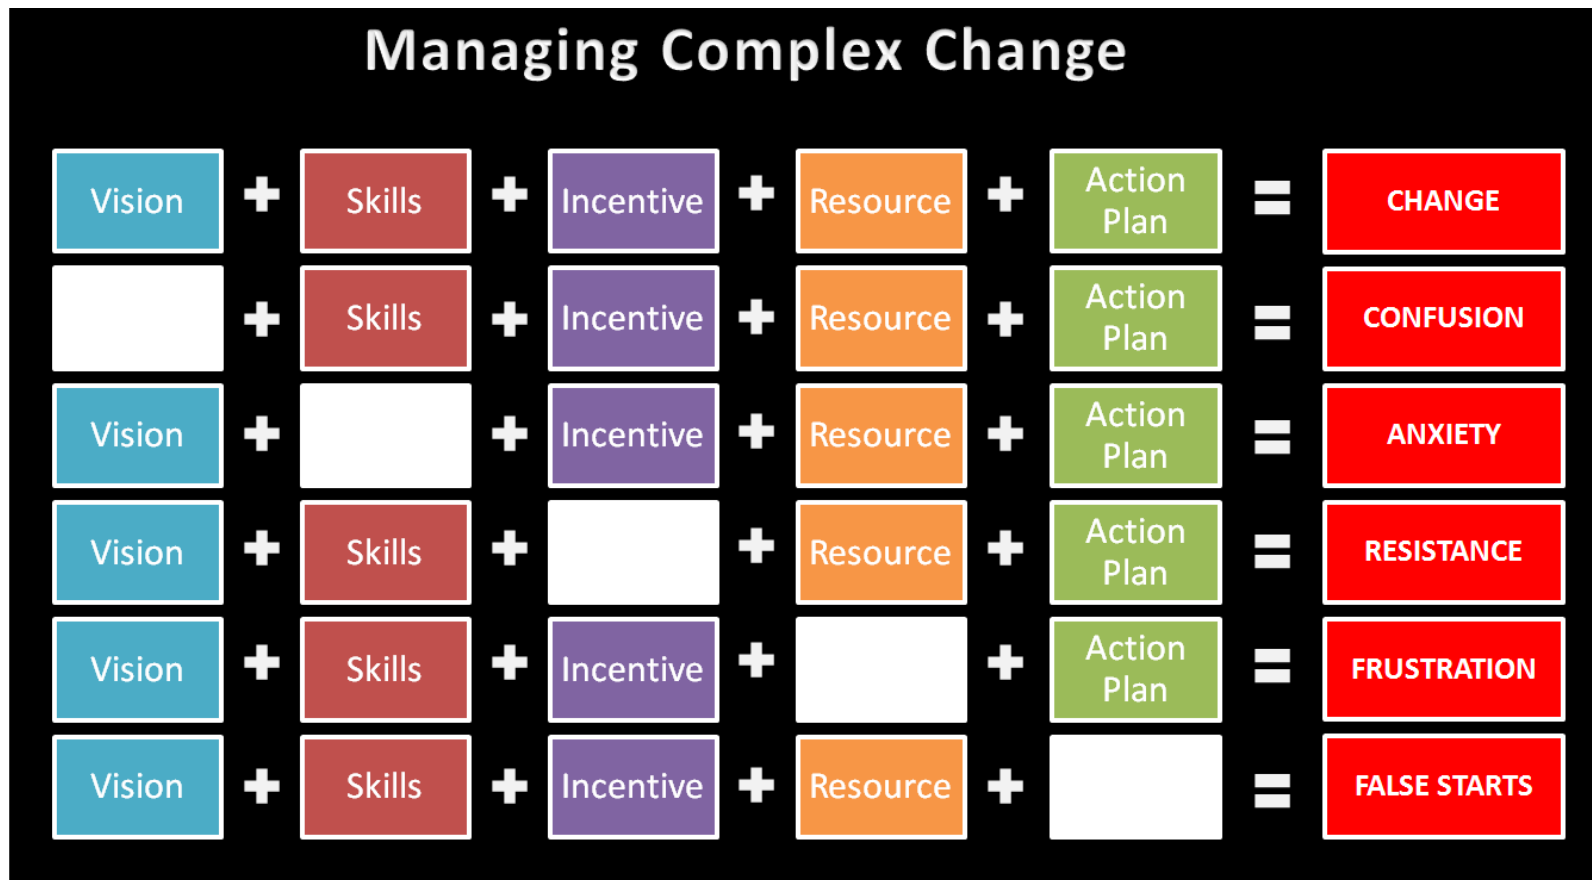 Managing Complex Change
Vision + Skills + Incentive + Resource + Action Plan = CHANGE
+ Skills + Incentive + Resource + Action Plan = CONFUSION
Vision + + Incentive + Resource + Action Plan = ANXIETY
Vision + Skills + + Resource + Action Plan = RESISTANCE
Vision + Skills + Incentive + + Action Plan = FRUSTRATION
Vision + Skills + Incentive + Resource + = FALSE STARTS